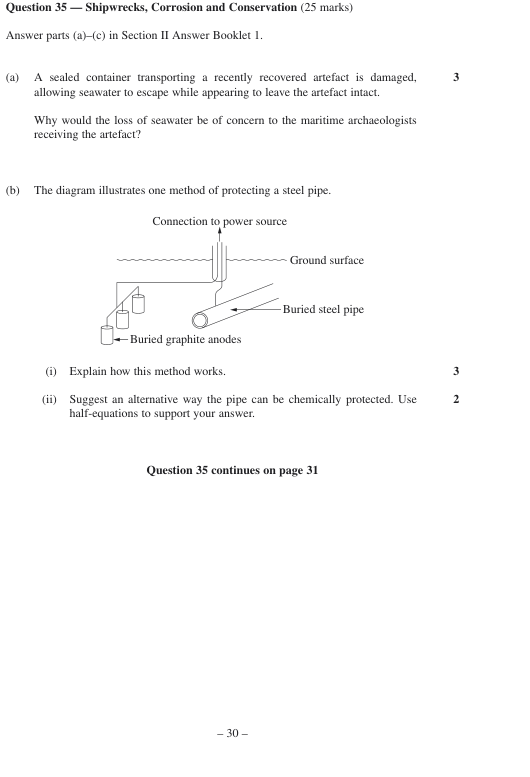 Question 35 — Shipwrecks, Corrosion and Conservation (25 marks)
Answer parts (a)–(c) in Section II Answer Booklet 1.
(a) A sealed container transporting a recently recovered artefact is damaged, 3
allowing seawater to escape while appearing to leave the artefact intact.
Why would the loss of seawater be of concern to the maritime archaeologists
receiving the artefact?
(b) The diagram illustrates one method of protecting a steel pipe.
Connection to power source
Ground surface
Buried steel pipe
Buried graphite anodes
(i) Explain how this method works. 3
(ii) Suggest an alternative way the pipe can be chemically protected. Use 2
half-equations to support your answer.
Question 35 continues on page 31
– 30 –